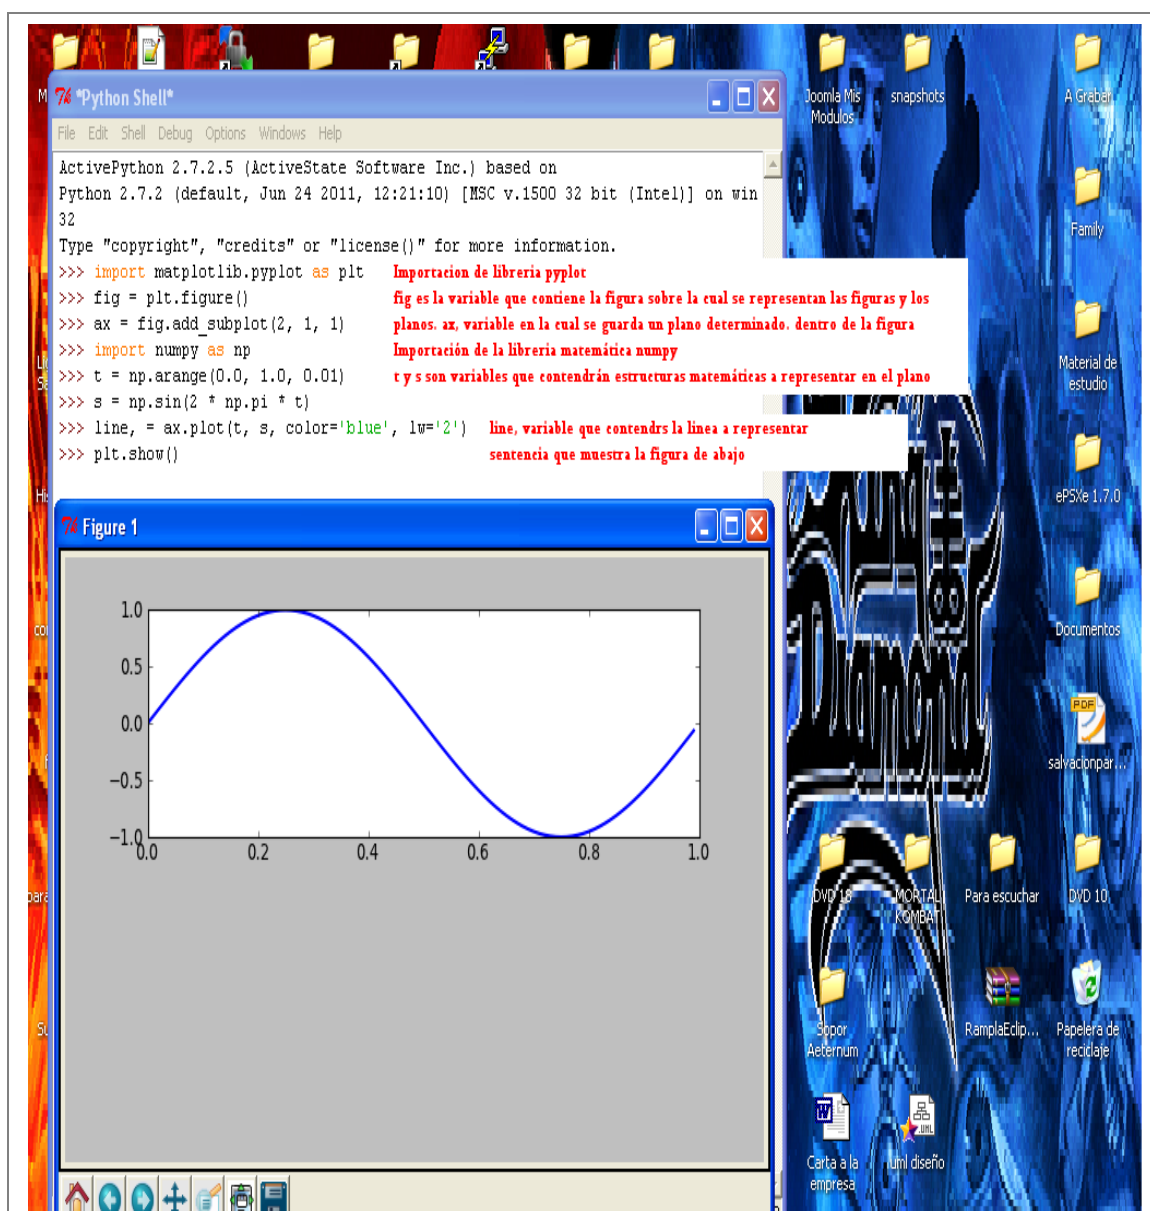 Joomla Mis
Modulos
snapshots
A Grabar
*Python Shell*
File Edit Shell Debug Options Windows Help
ActivePython 2.7.2.5 (ActiveState Software Inc.) based on
Python 2.7.2 (default, Jun 24 2011, 12:21:10) [MSC v.1500 32 bit (Intel)] on win
32
Type "copyright", "credits" or "license()" for more information.
>>> import matplotlib.pyplot as plt Importacion de libreria pyplot
>>> fig = plt.figure() fig es la variable que contiene la figura sobre la cual se representan las figuras y los
>>> ax = fig.add_subplot(2, 1, 1) planos. ax, variable en la cual se guarda un plano determinado. dentro de la figura
>>> import numpy as np Importación de la libreria matemática numpy
>>> t = np.arange(0.0, 1.0, 0.01) t y s son variables que contendrán estructuras matemáticas a representar en el plano
>>> s = np.sin(2 * np.pi * t)
>>> line, = ax.plot(t, s, color='blue', lw='2') line, variable que contendrs la linea a representar
>>> plt.show() sentencia que muestra la figura de abajo
Family
Material de
estudio
ePSXe 1.7.0
Documentos
salvacionpar...
Diamond
Figure 1
1.0
0.5
0.0
−0.5
−1.0
0.0 0.2 0.4 0.6 0.8 1.0
DVD 18
MORTAL
KOMBAT
Para escuchar
DVD 10
Sopor
Aeternum
RamplaEclip...
Papelera de
reciclaje
Carta a la
empresa
uml diseño
PDF